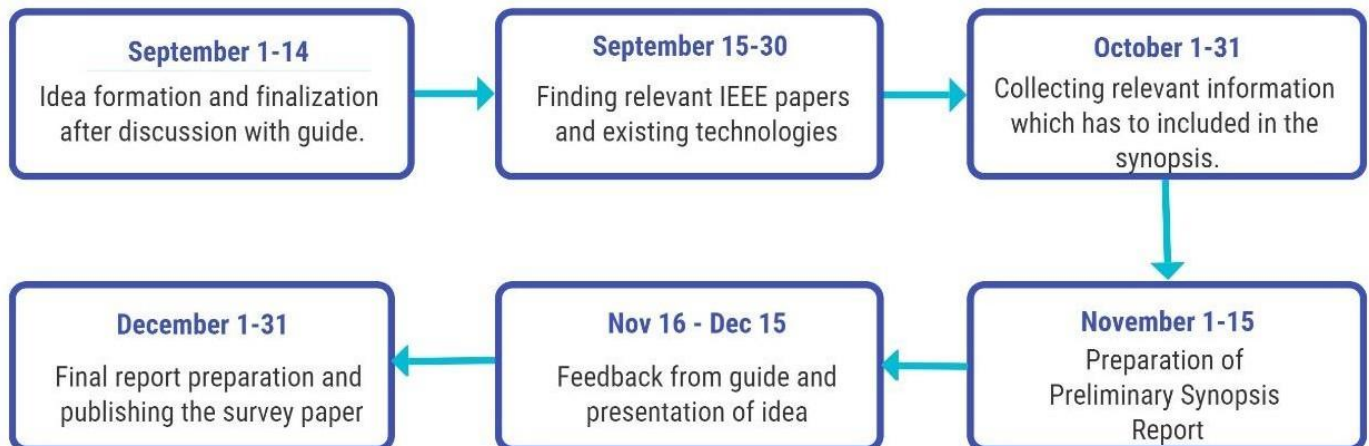 September 1-14
Idea formation and finalization
after discussion with guide.
September 15-30
Finding relevant IEEE papers
and existing technologies
October 1-31
Collecting relevant information
which has to included in the
synopsis.
November 1-15
Preparation of
Preliminary Synopsis
Report
Nov 16 - Dec 15
Feedback from guide and
presentation of idea
December 1-31
Final report preparation and
publishing the survey paper